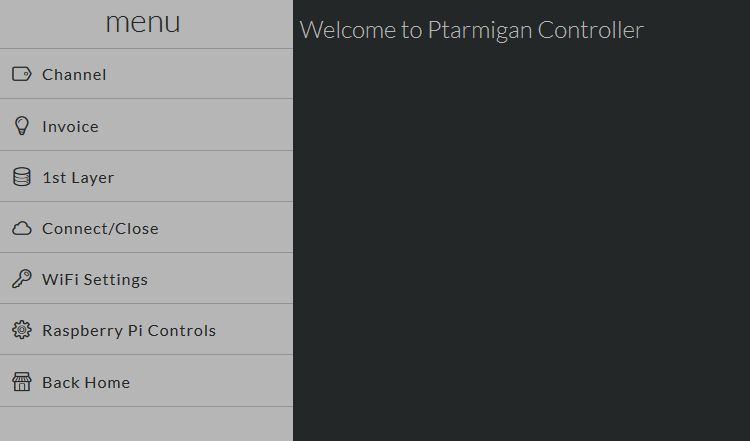 menu
Welcome to Ptarmigan Controller
Channel
Invoice
1st Layer
Connect/Close
WiFi Settings
Raspberry Pi Controls
Back Home